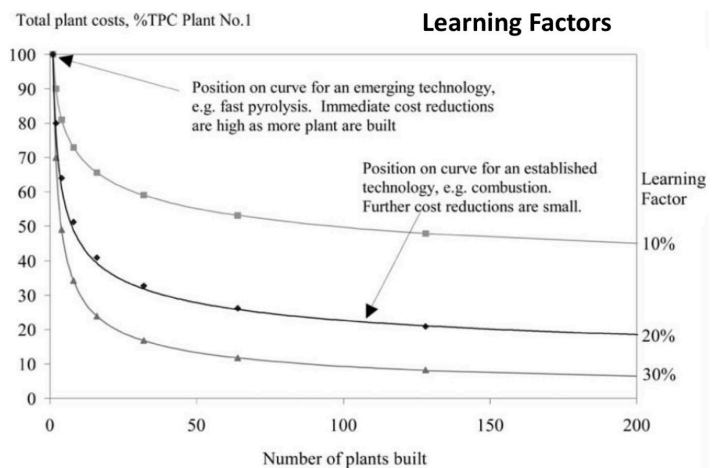 Total plant costs, %TPC Plant No.1
Learning Factors
100
90
80
70
60
50
40
30
20
10
0
Position on curve for an emerging technology,
e.g. fast pyrolysis. Immediate cost reductions
are high as more plant are built
Position on curve for an established
technology, e.g. combustion.
Further cost reductions are small.
Learning
Factor
10%
20%
30%
0
50
100
150
200
Number of plants built